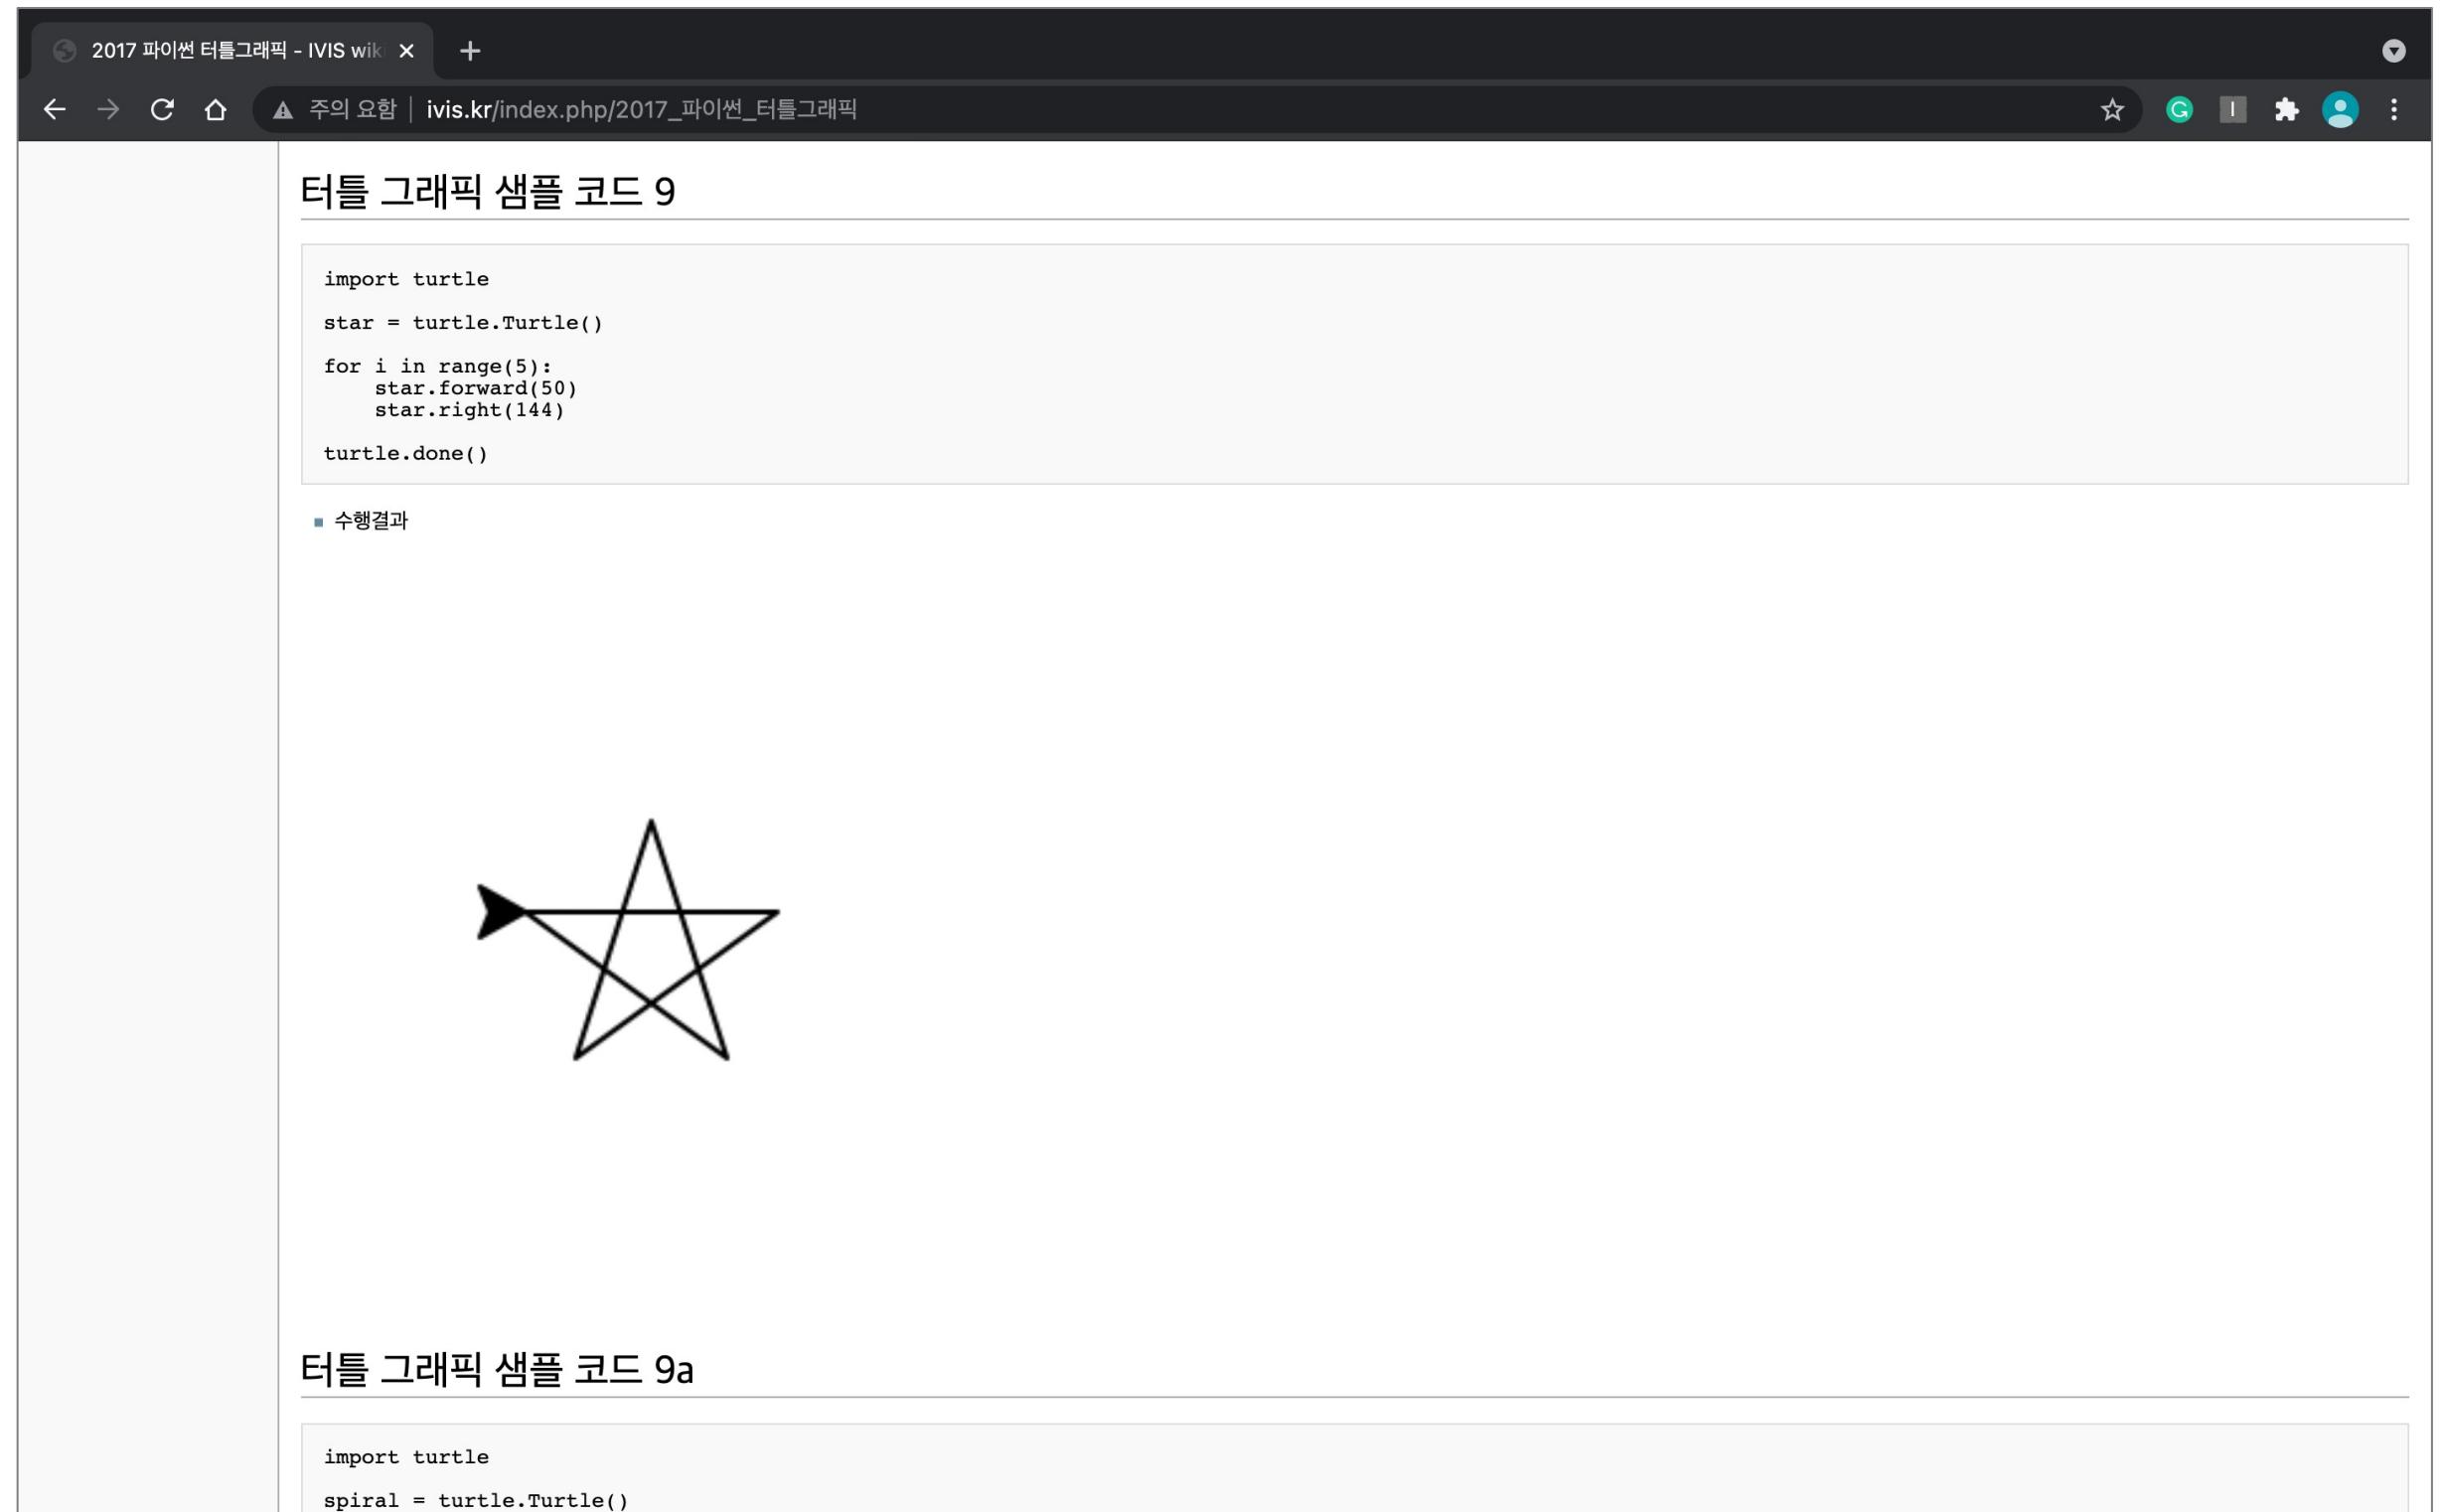 2017 파이썬 터틀그래픽 - IVIS wiki
주의 요함 | ivis.kr/index.php/2017_파이썬_터틀그래픽
터틀 그래픽 샘플 코드 9
import turtle
star = turtle.Turtle()
for i in range(5):
    star.forward(50)
    star.right(144)
turtle.done()
수행결과
터틀 그래픽 샘플 코드 9a
import turtle
spiral = turtle.Turtle()